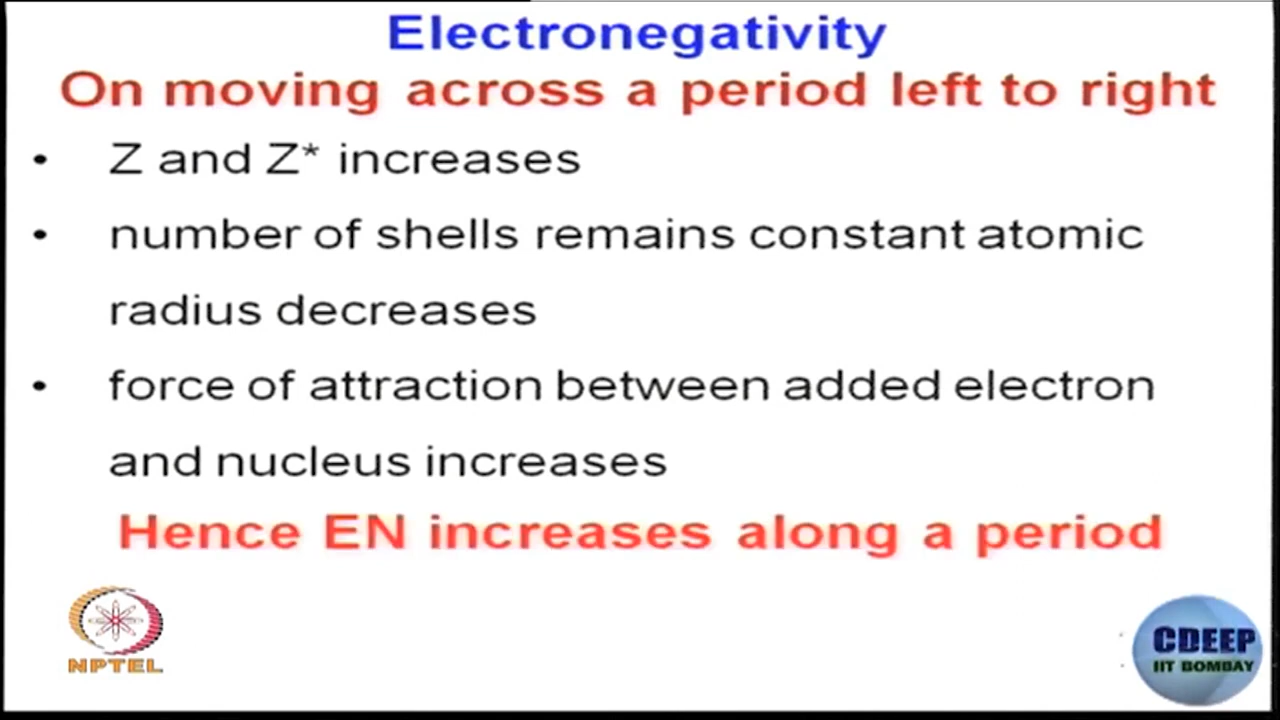 Electronegativity
On moving across a period left to right
• Z and Z* increases
• number of shells remains constant atomic
radius decreases
• force of attraction between added electron
and nucleus increases
Hence EN increases along a period
NPTEL
CDEEP
IIT BOMBAY